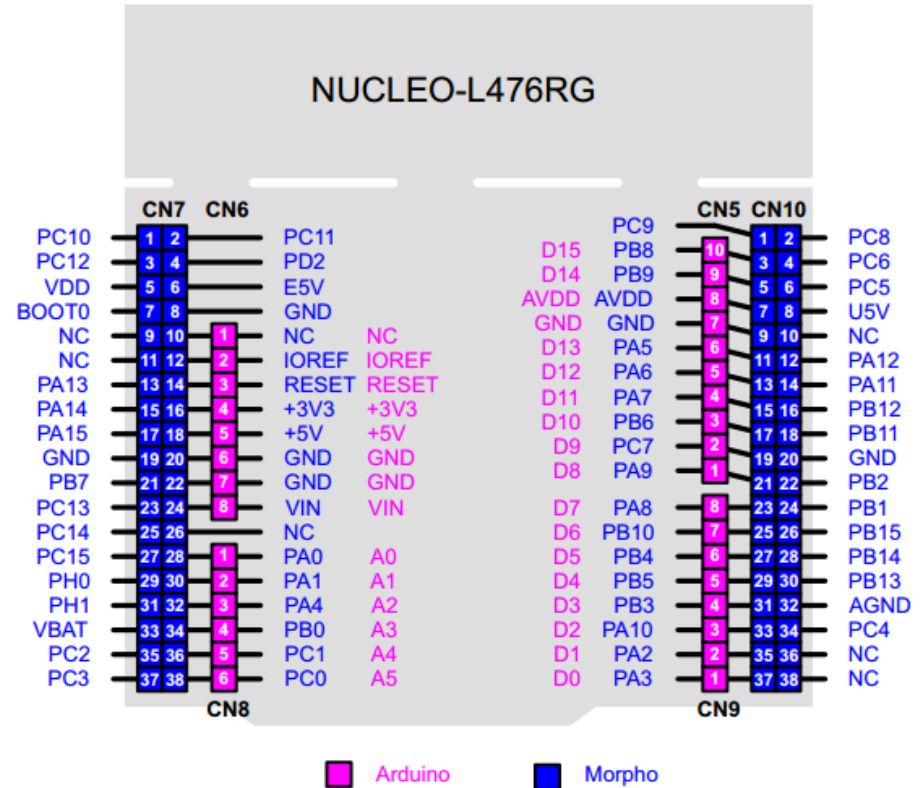 NUCLEO-L476RG
CN7 CN6 CN5 CN10
PC9
PC10 1 2 PC11 1 2 PC8
D15 PB8 10
PC12 3 4 PD2 3 4 PC6
D14 PB9 9
VDD 5 6 E5V 5 6 PC5
AVDD AVDD 8
BOOT0 7 8 GND 7 8 U5V
GND GND 7
NC 9 10 1 NC NC 9 10 NC
D13 PA5 6
NC 11 12 2 IOREF IOREF 11 12 PA12
D12 PA6 5
PA13 13 14 3 RESET RESET 13 14 PA11
D11 PA7 4
PA14 15 16 4 +3V3 +3V3 15 16 PB12
D10 PB6 3
PA15 17 18 5 +5V +5V 17 18 PB11
D9 PC7 2
GND 19 20 6 GND GND 19 20 GND
D8 PA9 1
PB7 21 22 7 GND GND 21 22 PB2
PC13 23 24 8 VIN VIN D7 PA8 8 23 24 PB1
PC14 25 26 NC D6 PB10 7 25 26 PB15
PC15 27 28 1 PA0 A0 D5 PB4 6 27 28 PB14
PH0 29 30 2 PA1 A1 D4 PB5 5 29 30 PB13
PH1 31 32 3 PA4 A2 D3 PB3 4 31 32 AGND
VBAT 33 34 4 PB0 A3 D2 PA10 3 33 34 PC4
PC2 35 36 5 PC1 A4 D1 PA2 2 35 36 NC
PC3 37 38 6 PC0 A5 D0 PA3 1 37 38 NC
CN8 CN9
Arduino Morpho